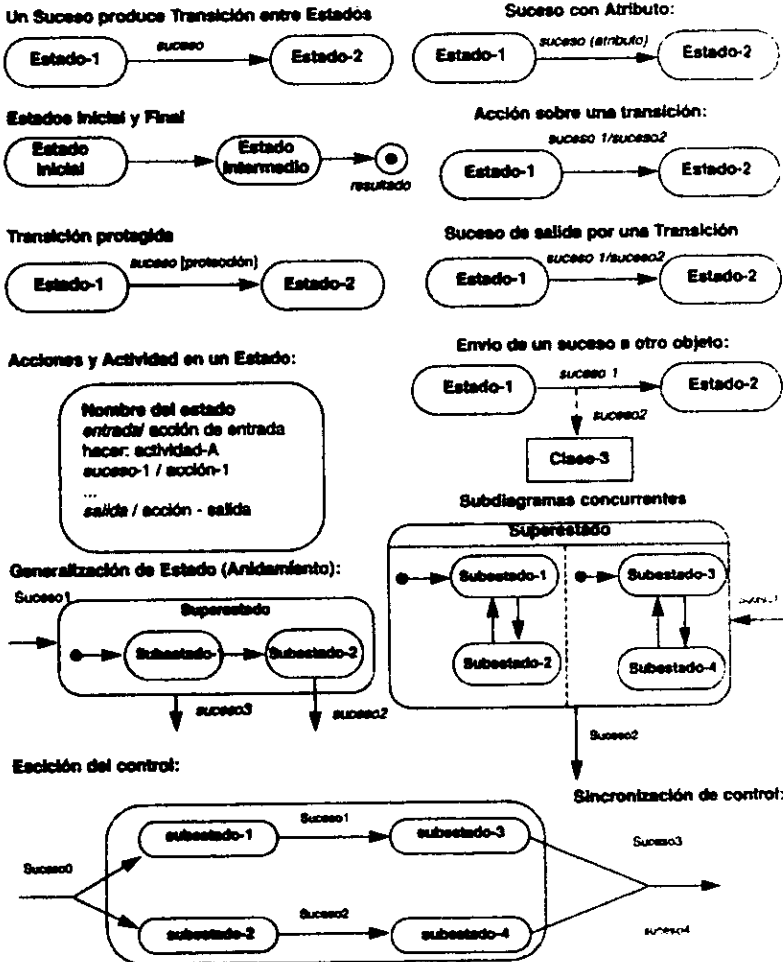 Un Suceso produce Transición entre Estados
Estado-1
suceso
Estado-2
Suceso con Atributo:
Estado-1
suceso (atributo)
Estado-2
Estados Inicial y Final
Estado
Inicial
Estado
Intermedio
resultado
Acción sobre una transición:
suceso 1/suceso2
Estado-1
Estado-2
Transición protegida
Estado-1
suceso [protección]
Estado-2
Suceso de salida por una Transición
suceso 1/suceso2
Estado-1
Estado-2
Acciones y Actividad en un Estado:
Nombre del estado
entrada/ acción de entrada
hacer: actividad-A
suceso-1 / acción-1
...
salida / acción - salida
Envio de un suceso a otro objeto:
Estado-1
suceso 1
Estado-2
suceso2
Clase-3
Subdiagramas concurrentes
Superestado
Subestado-1
Subestado-2
Subestado-3
Subestado-4
Suceso2
Generalización de Estado (Anidamiento):
Suceso1
Superestado
Subestado-
Subestado-2
suceso3
suceso2
Escición del control:
Sincronización de control:
Suceso0
subestado-1
Suceso1
subestado-3
Suceso3
subestado-2
Suceso2
subestado-4
suceso4